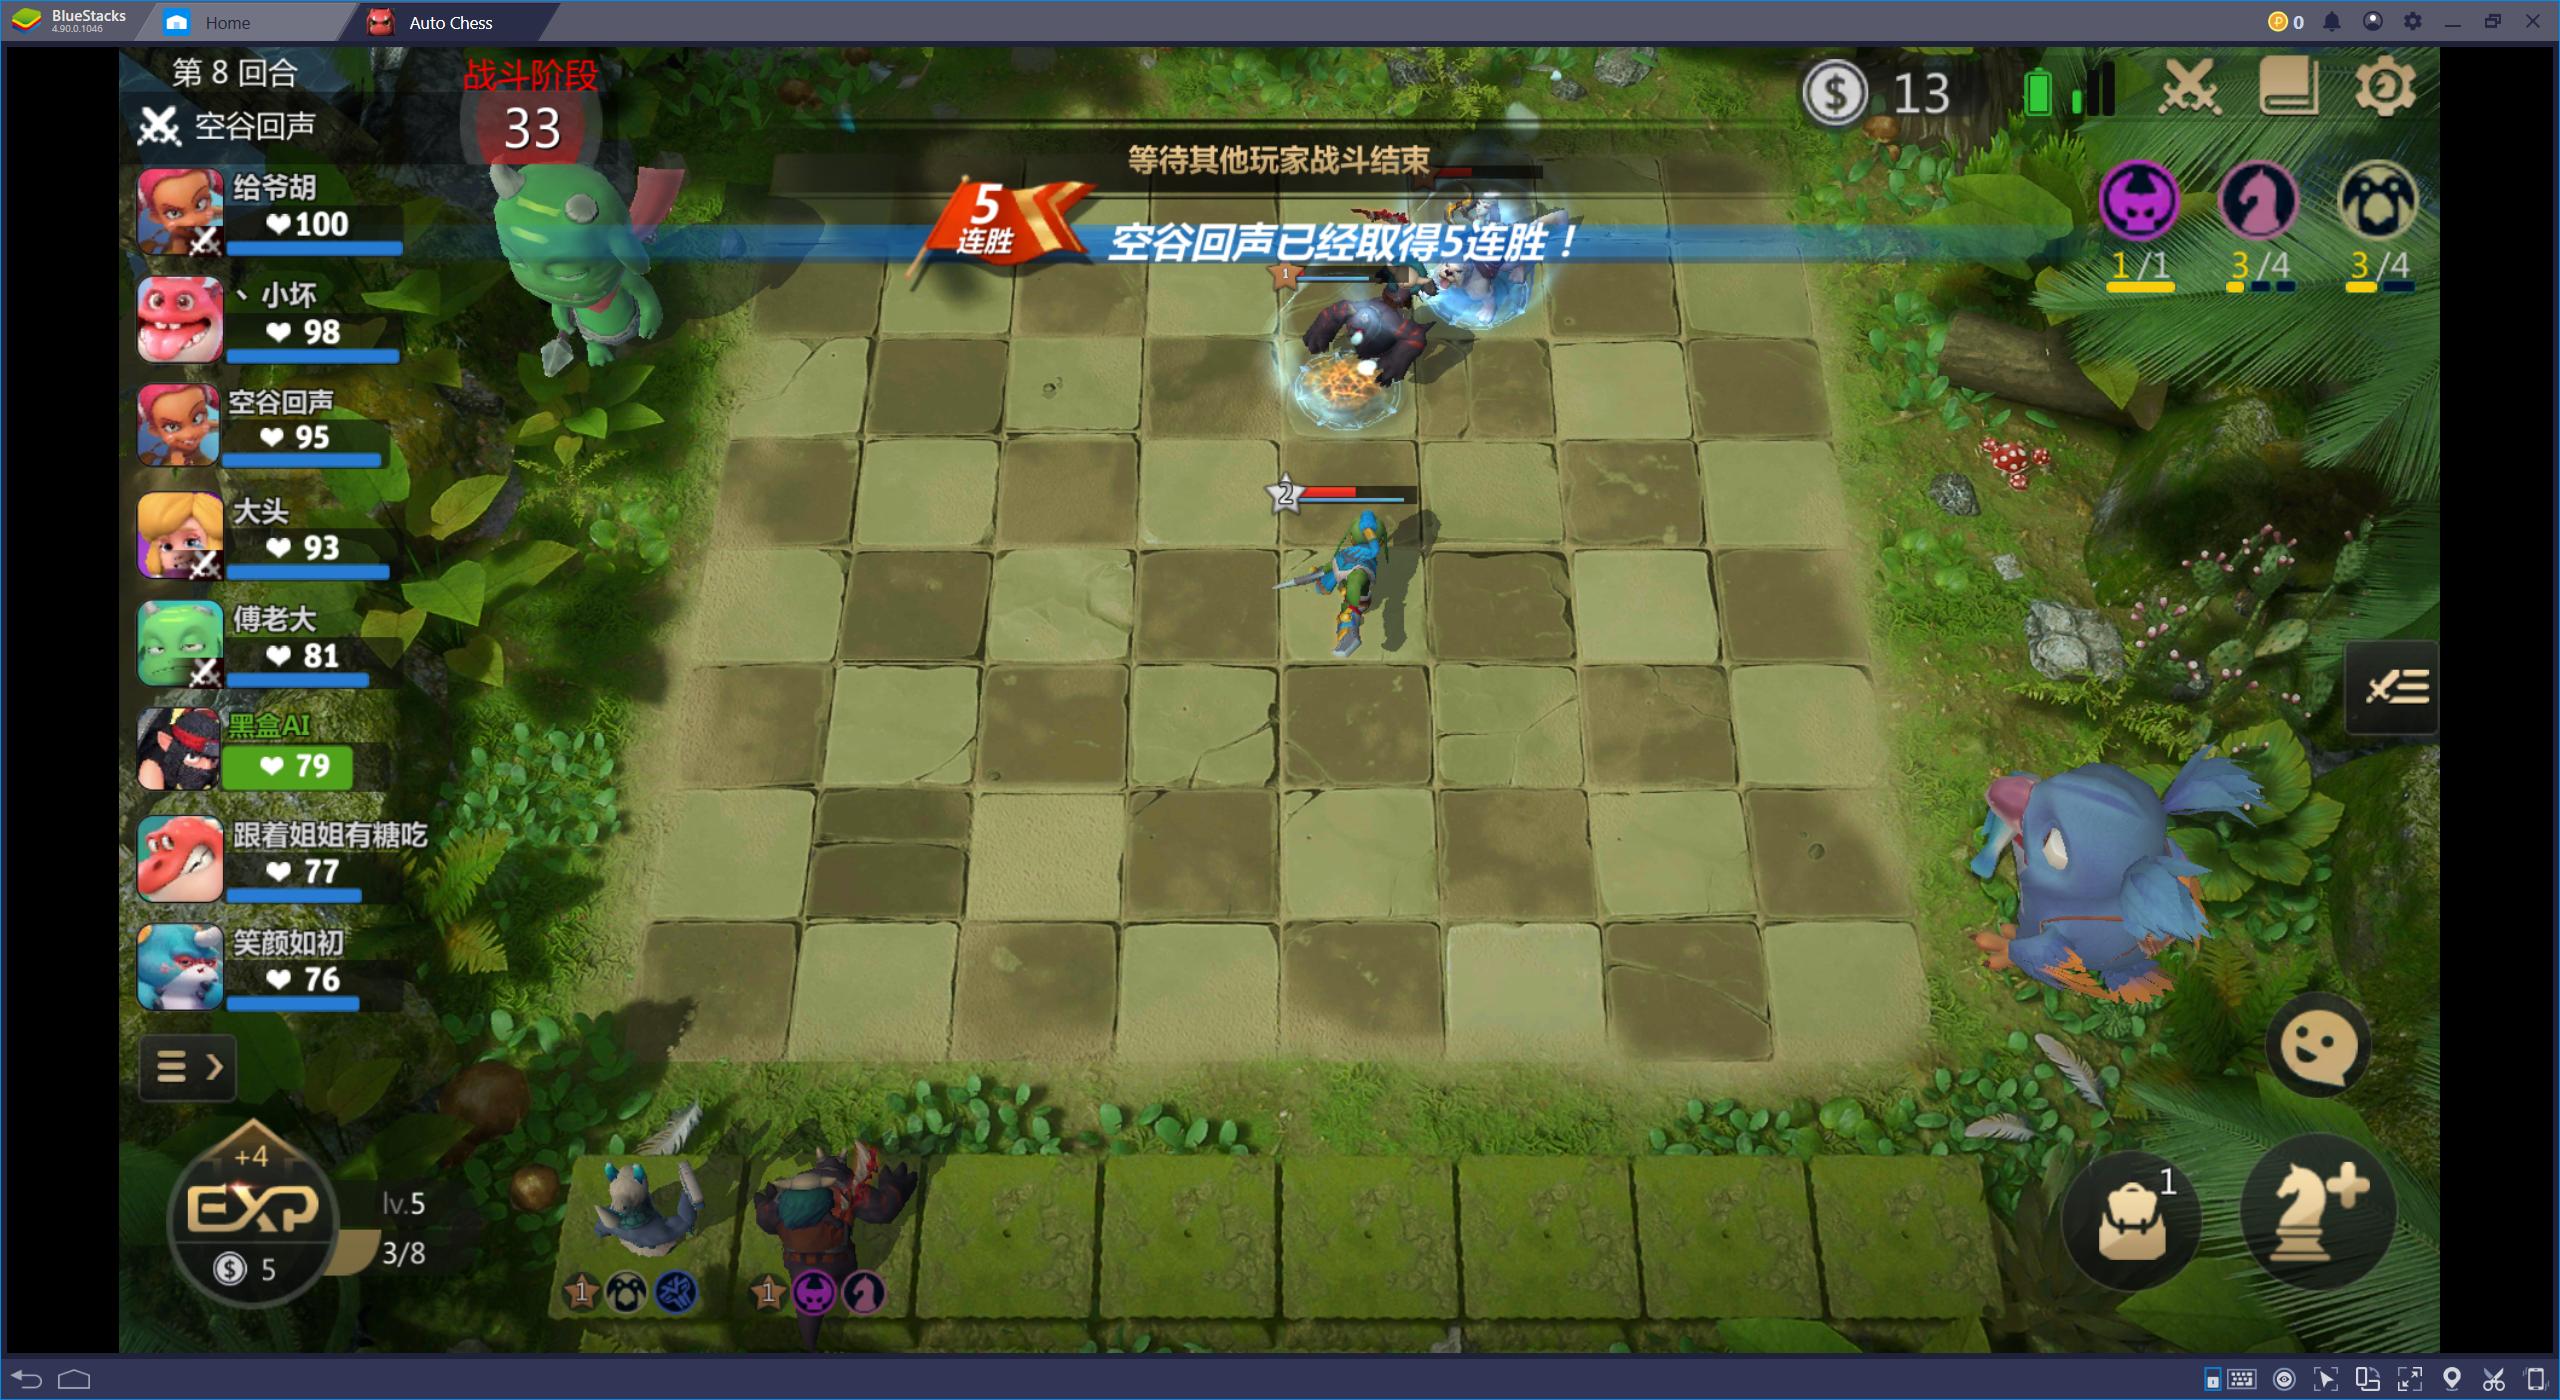 BlueStacks
4.90.0.1046
Home
Auto Chess
0
第 8 回合
战斗阶段
33
空谷回声
13
等待其他玩家战斗结束
5
连胜
空谷回声已经取得5连胜！
给爷胡
100
丶小坏
98
空谷回声
95
大头
93
傅老大
81
黑盒AI
79
跟着姐姐有糖吃
77
笑颜如初
76
1/1
3/4
3/4
1
2
+4
EXP
5
lv.5
3/8
1
1
1